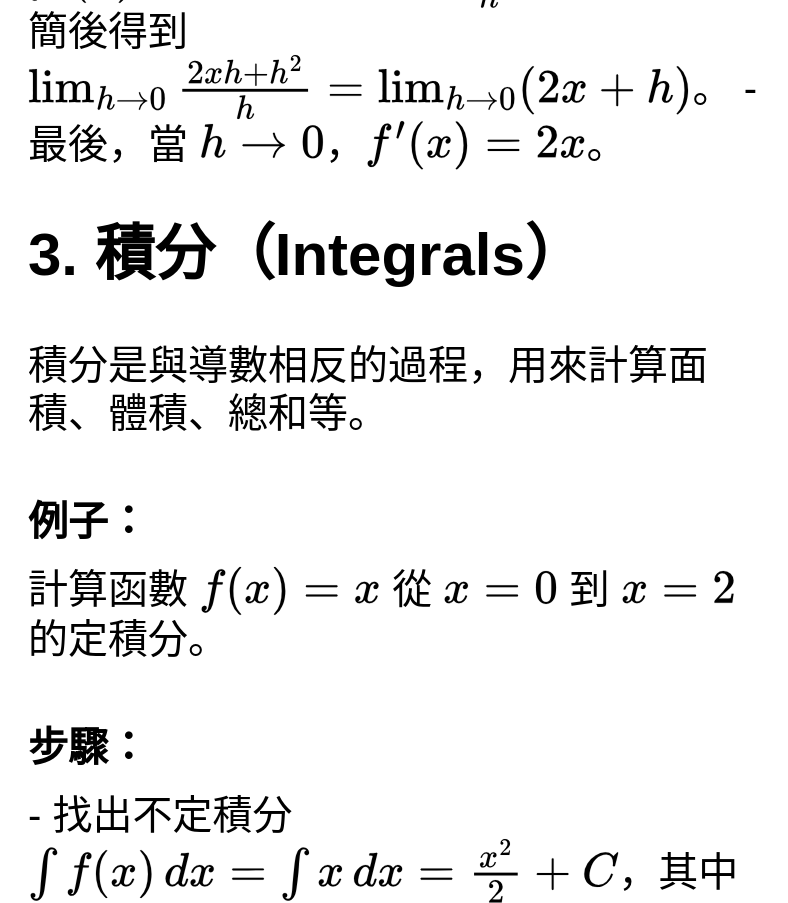 簡後得到
$\lim_{h \to 0} \frac{2xh+h^2}{h} = \lim_{h \to 0}(2x + h)$。 -
最後，當 $h \to 0$，$f'(x) = 2x$。
3. 積分（Integrals）
積分是與導數相反的過程，用來計算面
積、體積、總和等。
例子：
計算函數 $f(x) = x$ 從 $x = 0$ 到 $x = 2$
的定積分。
步驟：
- 找出不定積分
$\int f(x)\,dx = \int x\,dx = \frac{x^2}{2} + C$，其中